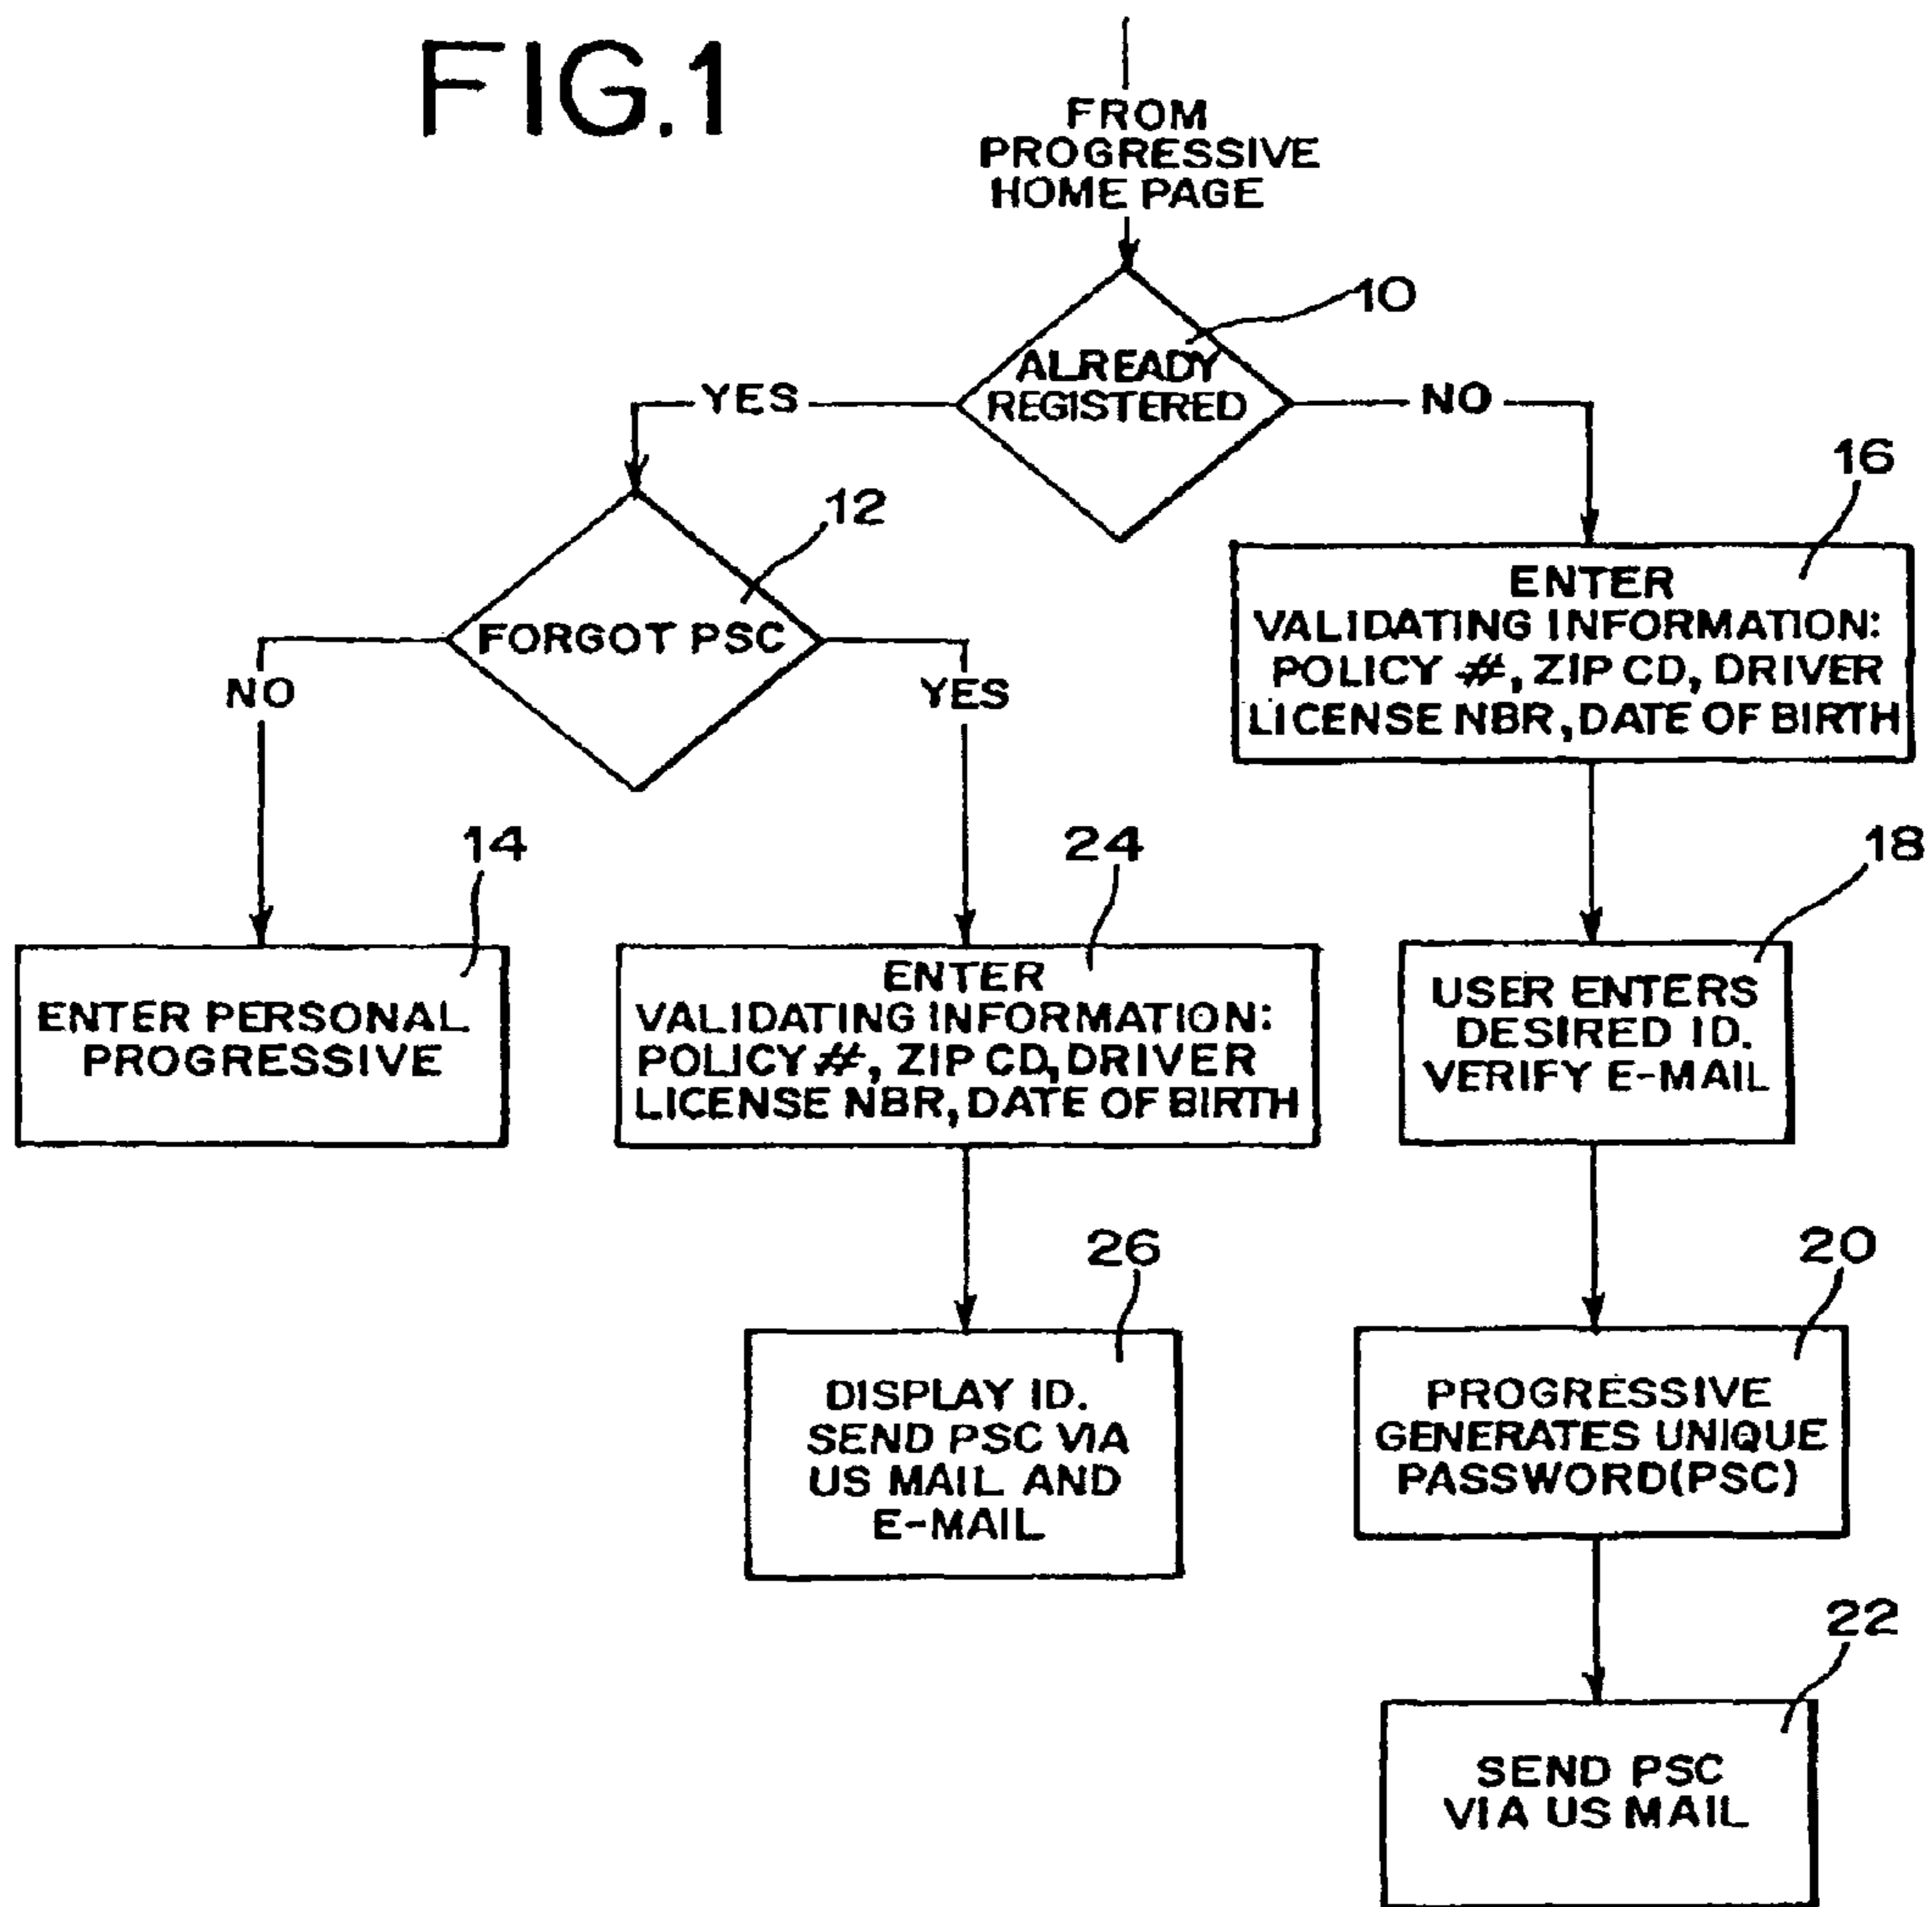 FIG.1
FROM
PROGRESSIVE
HOME PAGE
10
ALREADY
REGISTERED
YES
NO
16
12
ENTER
VALIDATING INFORMATION:
POLICY #, ZIP CD, DRIVER
LICENSE NBR, DATE OF BIRTH
FORGOT PSC
NO
YES
14
24
18
ENTER PERSONAL
PROGRESSIVE
ENTER
VALIDATING INFORMATION:
POLICY #, ZIP CD, DRIVER
LICENSE NBR, DATE OF BIRTH
USER ENTERS
DESIRED ID.
VERIFY E-MAIL
26
20
DISPLAY ID.
SEND PSC VIA
US MAIL AND
E-MAIL
PROGRESSIVE
GENERATES UNIQUE
PASSWORD(PSC)
22
SEND PSC
VIA US MAIL